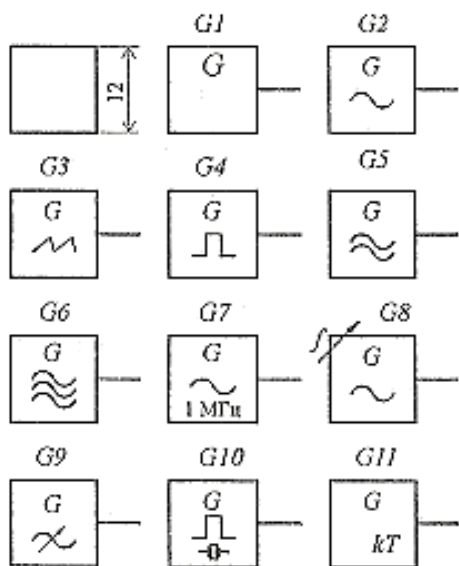 G1 G2
12 G G
G3 G4 G5
G G G
G6 G7 G8
f
G G G
1 МГц
G9 G10 G11
G G G
kT